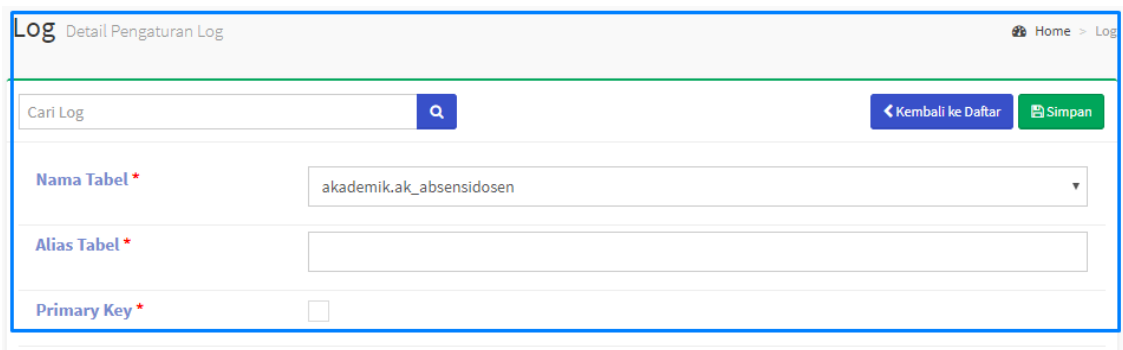 Log Detail Pengaturan Log Home > Log
Cari Log Kembali ke Daftar Simpan
Nama Tabel * akademik.ak_absensidosen
Alias Tabel *
Primary Key *